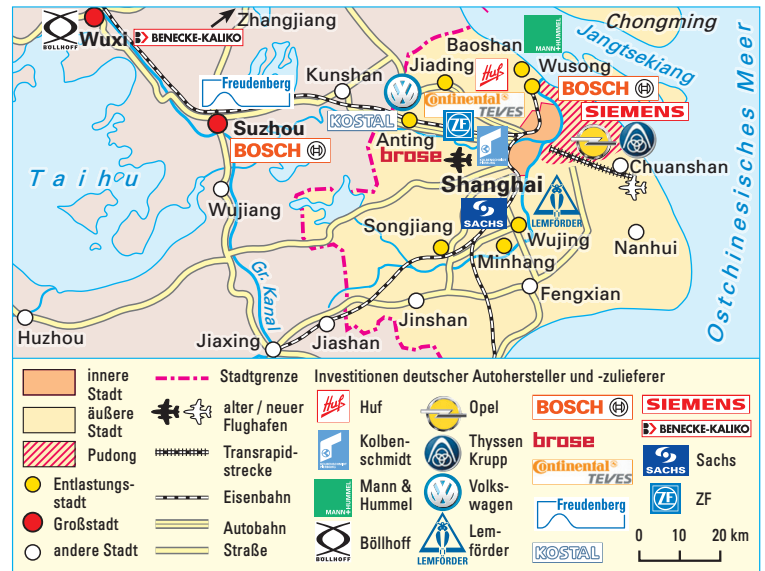 Zhangjiang
Chongming
BÖLLHOFF
Wuxi
BENECKE-KALIKO
MANN+
HUMMEL
Jangtsekiang
Ostchinesisches Meer
Baoshan
Wusong
Jiading
Huf
Kunshan
Freudenberg
Continental®
TEVES
BOSCH
SIEMENS
KOSTAL
ZF
Suzhou
BOSCH
Anting
brose
Chuanshan
Taihou
Shanghai
SACHS
LEMFÖRDER
Wujiang
Songjiang
Wujing
Nanhui
Minhang
Gr. Kanal
Fengxian
Jinshan
Huzhou
Jiaxing
Jiashan
innere
Stadt
äußere
Stadt
Pudong
Entlastungs-
stadt
Großstadt
andere Stadt
Stadtgrenze
alter / neuer
Flughafen
Transrapid-
strecke
Eisenbahn
Autobahn
Straße
Investitionen deutscher Autohersteller und -zulieferer
Huf
Huf
Kolben-
schmidt
MANN+
HUMMEL
Mann &
Hummel
BÖLLHOFF
Böllhoff
Opel
Thyssen
Krupp
Volks-
wagen
LEMFÖRDER
Lem-
förder
BOSCH
brose
Continental®
TEVES
Freudenberg
KOSTAL
SIEMENS
BENECKE-KALIKO
SACHS
Sachs
ZF
ZF
0 10 20 km